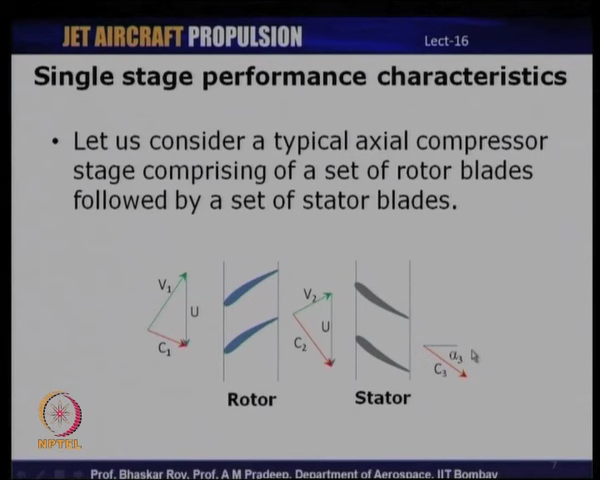 JET AIRCRAFT PROPULSION
Lect-16
Single stage performance characteristics
• Let us consider a typical axial compressor
stage comprising of a set of rotor blades
followed by a set of stator blades.
V₁
U
C₁
V₂
U
C₂
α₃
C₃
Rotor
Stator
NPTEL
7
Prof. Bhaskar Roy, Prof. A M Pradeep, Department of Aerospace, IIT Bombay